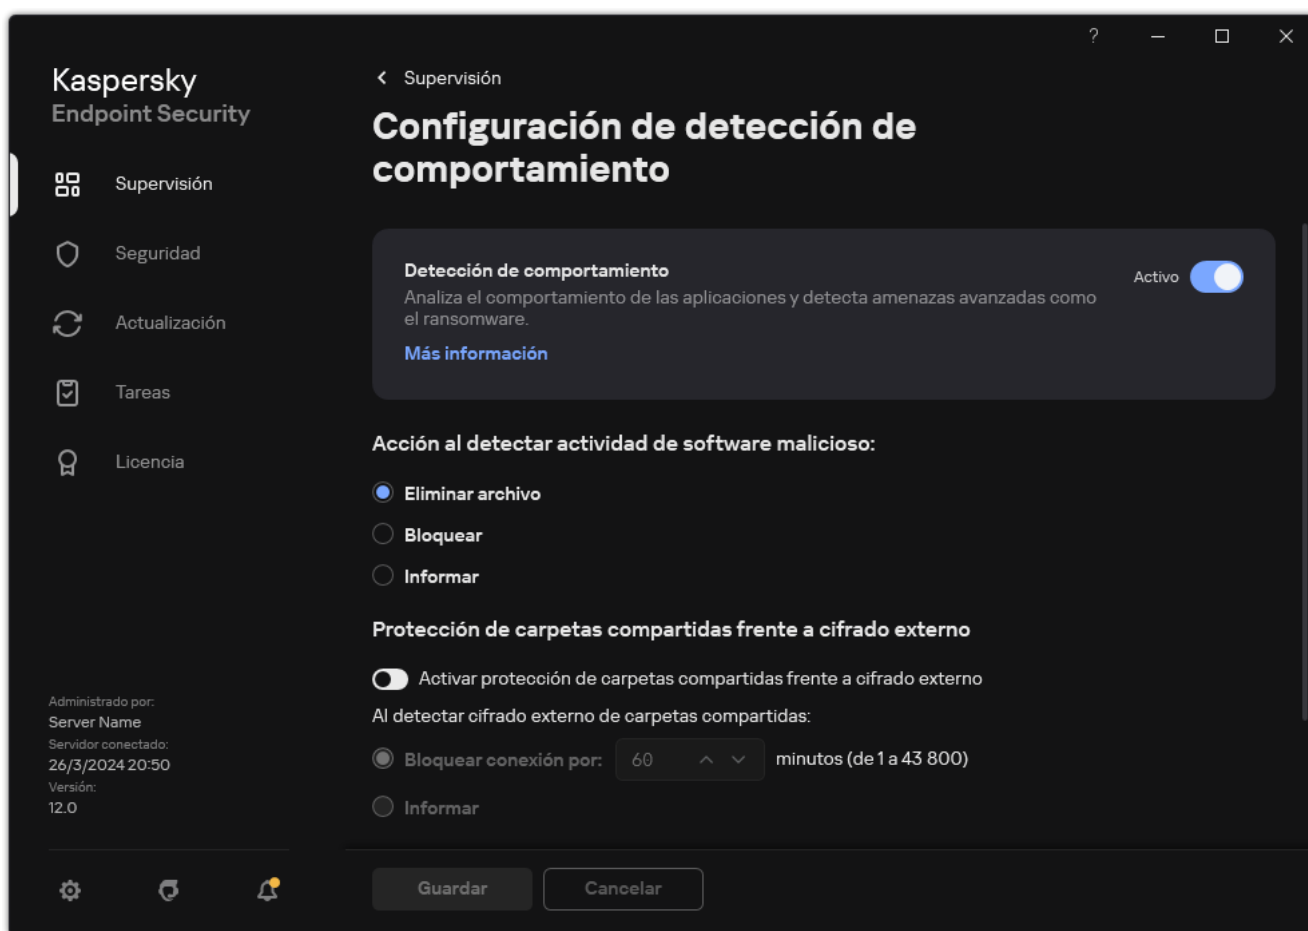 ?
Kaspersky
Endpoint Security
Supervisión
Seguridad
Actualización
Tareas
Licencia
Administrado por:
Server Name
Servidor conectado:
26/3/2024 20:50
Versión:
12.0
Supervisión
Configuración de detección de
comportamiento
Detección de comportamiento
Activo
Analiza el comportamiento de las aplicaciones y detecta amenazas avanzadas como
el ransomware.
Más información
Acción al detectar actividad de software malicioso:
Eliminar archivo
Bloquear
Informar
Protección de carpetas compartidas frente a cifrado externo
Activar protección de carpetas compartidas frente a cifrado externo
Al detectar cifrado externo de carpetas compartidas:
Bloquear conexión por: 60 minutos (de 1 a 43 800)
Informar
Guardar Cancelar